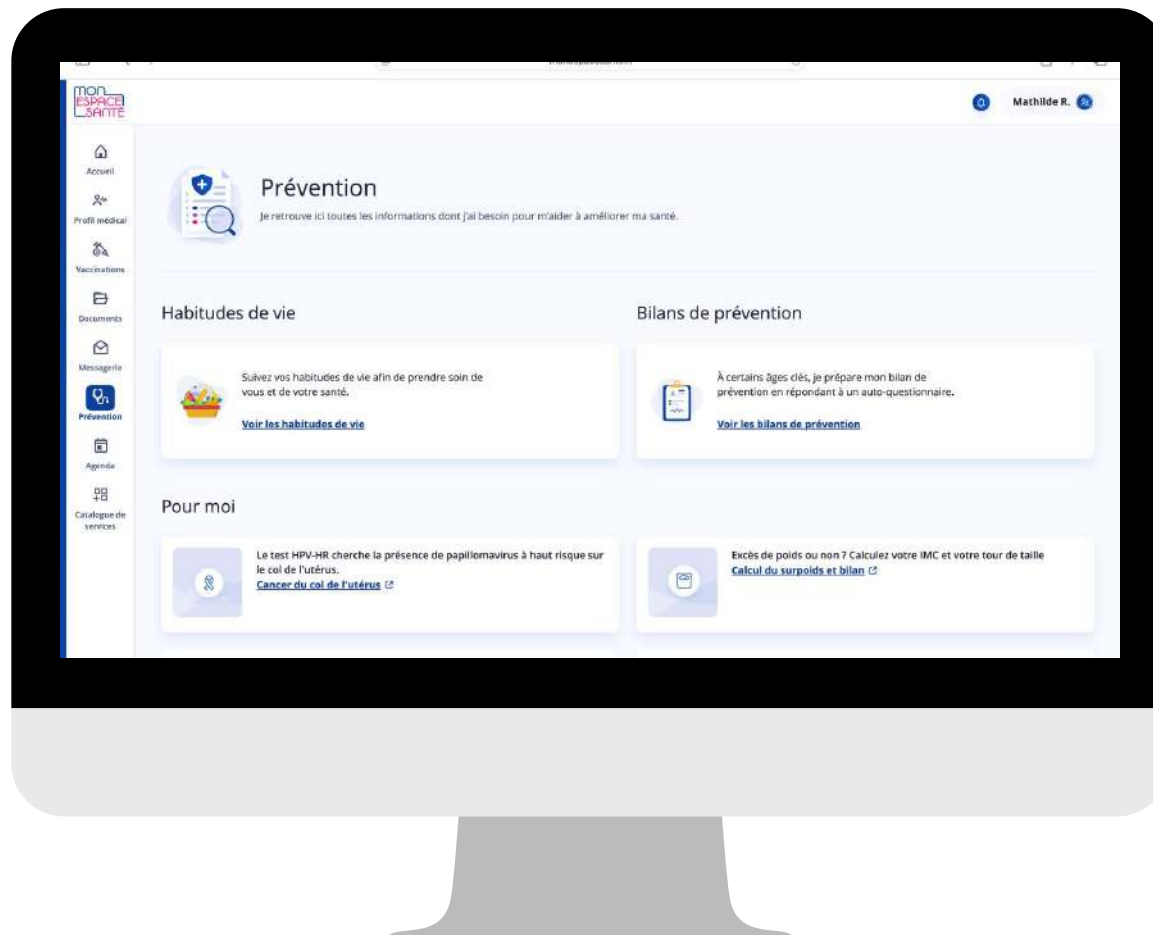 mon
ESPACE
SANTÉ
Mathilde R.
Accueil
Profil médical
Vaccinations
Documents
Messagerie
Prévention
Agenda
Catalogue de
services
Prévention
Je retrouve ici toutes les informations dont j'ai besoin pour m'aider à améliorer ma santé.
Habitudes de vie
Suivez vos habitudes de vie afin de prendre soin de
vous et de votre santé.
Voir les habitudes de vie
Bilans de prévention
À certains âges clés, je prépare mon bilan de
prévention en répondant à un auto-questionnaire.
Voir les bilans de prévention
Pour moi
Le test HPV-HR cherche la présence de papillomavirus à haut risque sur
le col de l'utérus.
Cancer du col de l'utérus
Excès de poids ou non ? Calculez votre IMC et votre tour de taille
Calcul du surpoids et bilan